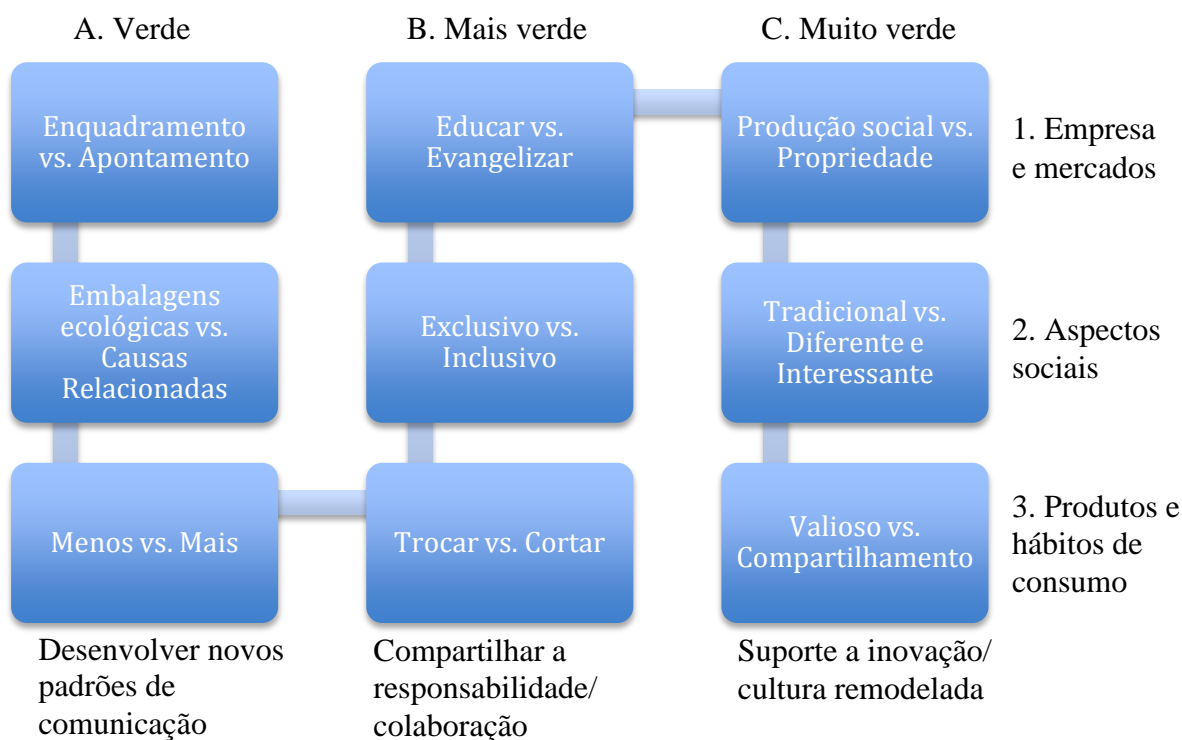 A. Verde
B. Mais verde
C. Muito verde
Enquadramento
vs. Apontamento
Educar vs.
Evangelizar
Produção social vs.
Propriedade
1. Empresa
e mercados
Embalagens
ecológicas vs.
Causas
Relacionadas
Exclusivo vs.
Inclusivo
Tradicional vs.
Diferente e
Interessante
2. Aspectos
sociais
Menos vs. Mais
Trocar vs. Cortar
Valioso vs.
Compartilhamento
3. Produtos e
hábitos de
consumo
Desenvolver novos
padrões de
comunicação
Compartilhar a
responsabilidade/
colaboração
Suporte a inovação/
cultura remodelada